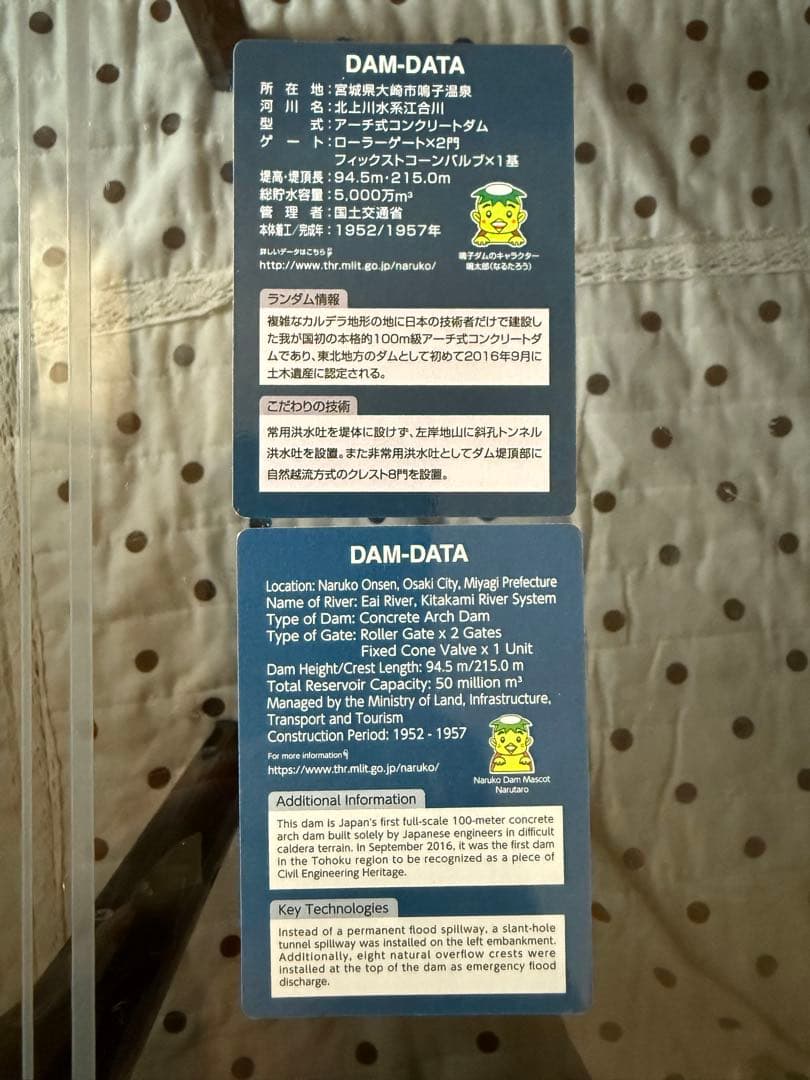 DAM-DATA
所在地:宮城県大崎市鳴子温泉
河川名:北上川水系江合川
型式:アーチ式コンクリートダム
ゲート:ローラーゲート×2門
フィックストコーンバルブ×1基
堤高・堤頂長:94.5m・215.0m
総貯水容量:5,000万m³
管理者:国土交通省
本体着工/完成年:1952/1957年
詳しいデータはこちら
http://www.thr.mlit.go.jp/naruko/
鳴子ダムのキャラクター
鳴太郎(なるたろう)
ランダム情報
複雑なカルデラ地形の地に日本の技術者だけで建設し
た我が国初の本格的100m級アーチ式コンクリートダ
ムであり、東北地方のダムとして初めて2016年9月に
土木遺産に認定される。
こだわりの技術
常用洪水吐を堤体に設けず、左岸地山に斜孔トンネル
洪水吐を設置。また非常用洪水吐としてダム堤頂部に
自然越流方式のクレスト8門を設置。
DAM-DATA
Location: Naruko Onsen, Osaki City, Miyagi Prefecture
Name of River: Eai River, Kitakami River System
Type of Dam: Concrete Arch Dam
Type of Gate: Roller Gate x 2 Gates
Fixed Cone Valve x 1 Unit
Dam Height/Crest Length: 94.5 m/215.0 m
Total Reservoir Capacity: 50 million m³
Managed by the Ministry of Land, Infrastructure,
Transport and Tourism
Construction Period: 1952 - 1957
For more information
https://www.thr.mlit.go.jp/naruko/
Naruko Dam Mascot
Narutaro
Additional Information
This dam is Japan's first full-scale 100-meter concrete
arch dam built solely by Japanese engineers in difficult
caldera terrain. In September 2016, it was the first dam
in the Tohoku region to be recognized as a piece of
Civil Engineering Heritage.
Key Technologies
Instead of a permanent flood spillway, a slant-hole
tunnel spillway was installed on the left embankment.
Additionally, eight natural overflow crests were
installed at the top of the dam as emergency flood
discharge.